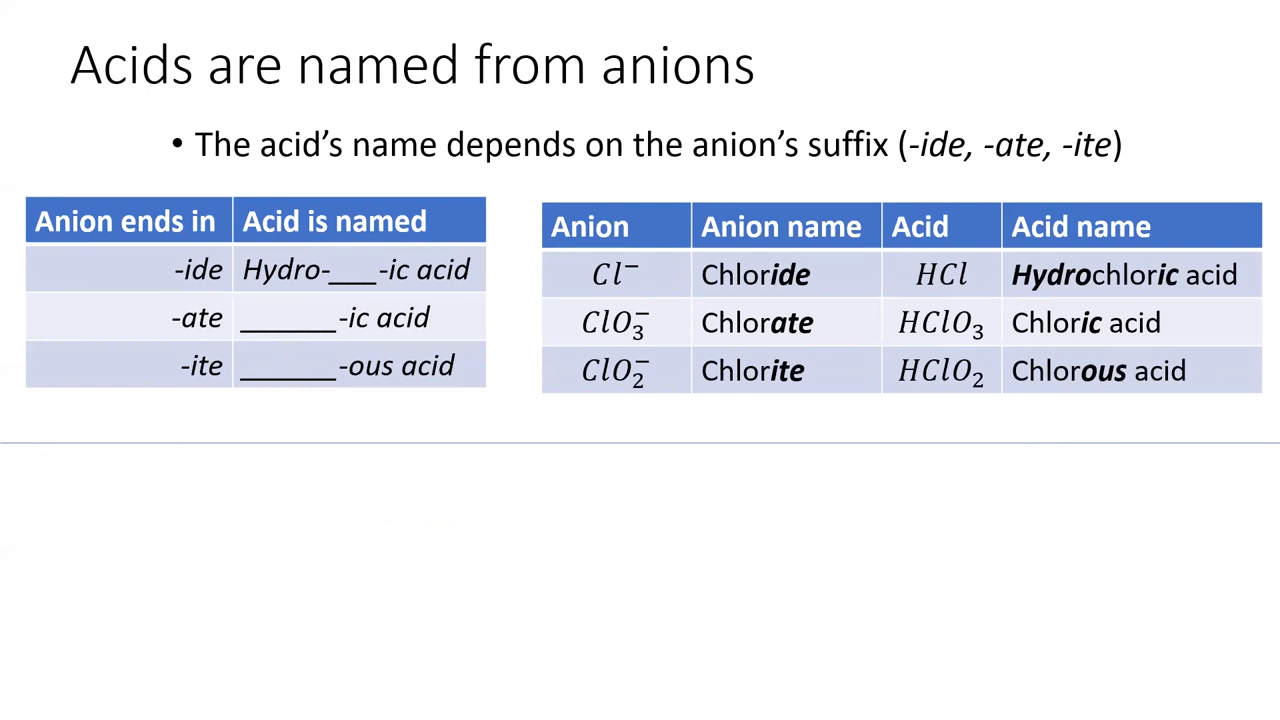 Acids are named from anions
• The acid's name depends on the anion's suffix (-ide, -ate, -ite)
Anion ends in Acid is named
-ide Hydro-___-ic acid
-ate ______-ic acid
-ite ______-ous acid
Anion Anion name Acid Acid name
Cl⁻ Chloride HCl Hydrochloric acid
ClO₃⁻ Chlorate HClO₃ Chloric acid
ClO₂⁻ Chlorite HClO₂ Chlorous acid